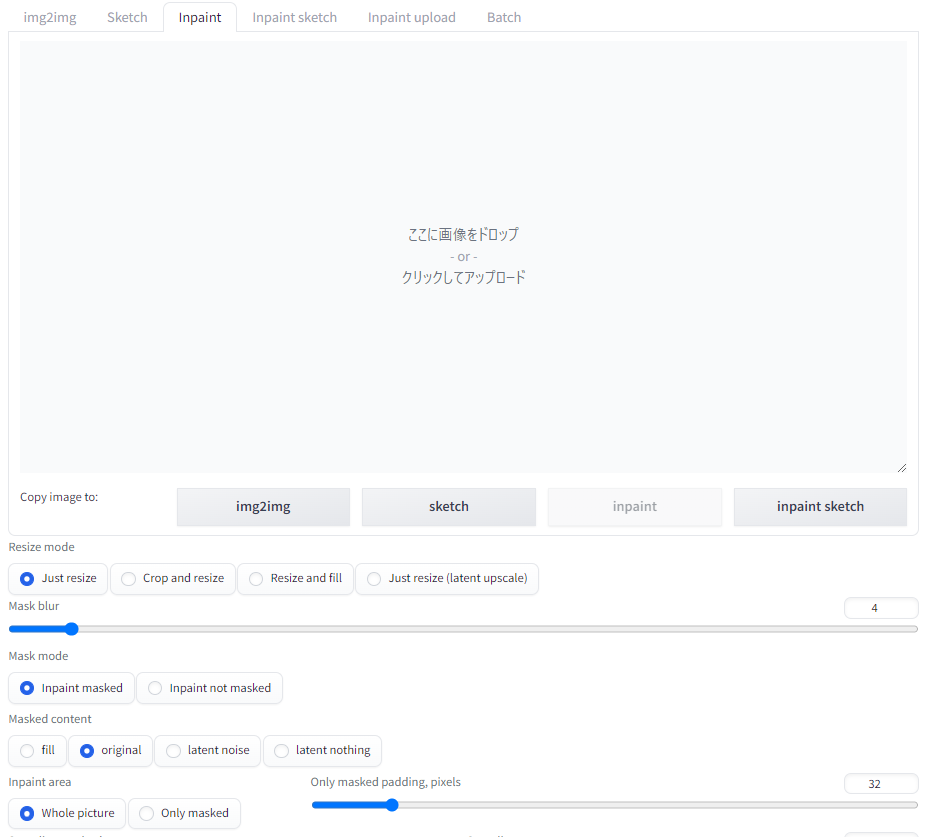 img2img Sketch Inpaint Inpaint sketch Inpaint upload Batch
ここに画像をドロップ
- or -
クリックしてアップロード
Copy image to: img2img sketch inpaint inpaint sketch
Resize mode
Just resize Crop and resize Resize and fill Just resize (latent upscale)
Mask blur 4
Mask mode
Inpaint masked Inpaint not masked
Masked content
fill original latent noise latent nothing
Inpaint area Only masked padding, pixels 32
Whole picture Only masked